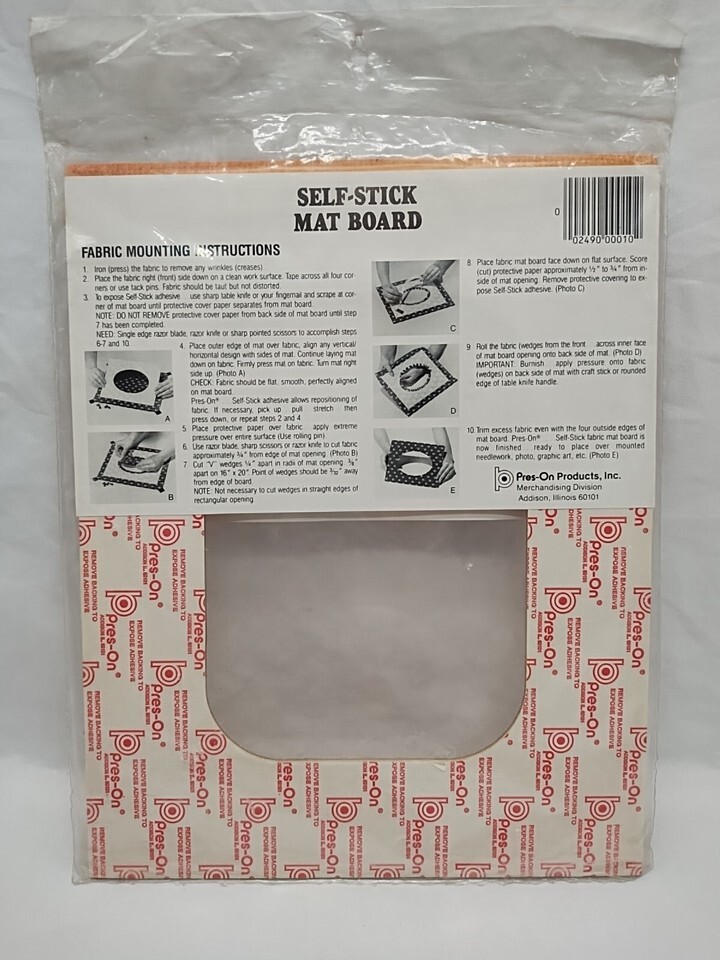 SELF-STICK
MAT BOARD
0
02490 00010
FABRIC MOUNTING INSTRUCTIONS
1. Iron (press) the fabric to remove any wrinkles (creases)
2. Place the fabric right (front) side down on a clean work surface. Tape across all four cor-
ners or use tack pins. Fabric should be taut but not distorted.
3. To expose Self-Stick adhesive use sharp table knife or your fingernail and scrape at cor-
ner of mat board until protective cover paper separates from mat board.
NOTE: DO NOT REMOVE protective cover paper from back side of mat board until step
7 has been completed.
NEED: Single edge razor blade, razor knife or sharp pointed scissors to accomplish steps
6-7 and 10.
4. Place outer edge of mat over fabric, align any vertical/
horizontal design with sides of mat. Continue laying mat
down on fabric. Firmly press mat on fabric. Turn mat right
side up. (Photo A)
CHECK: Fabric should be flat, smooth, perfectly aligned
on mat board.
Pres-On® Self-Stick adhesive allows repositioning of
fabric. If necessary, pick up pull stretch then
press down, or repeat steps 2 and 4
5 Place protective paper over fabric apply extreme
pressure over entire surface (Use rolling pin)
6. Use razor blade, sharp scissors or razor knife to cut fabric
approximately ¾" from edge of mat opening. (Photo B)
7 Cut "V" wedges ¼" apart in radii of mat opening.
apart on 16" x 20" Point of wedges should be away
from edge of board.
NOTE: Not necessary to cut wedges in straight edges of
rectangular opening
A
B
C
D
E
8. Place fabric mat board face down on flat surface. Score
(cut) protective paper approximately ½" to ¾" from in-
side of mat opening. Remove protective covering to ex-
pose Self-Stick adhesive. (Photo C)
9 Roll the fabric (wedges from the front across inner face
of mat board opening onto back side of mat. (Photo D)
IMPORTANT: Burnish apply pressure onto fabric
(wedges) on back side of mat with craft stick or rounded
edge of table knife handle.
10. Trim excess fabric even with the four outside edges of
mat board. Pres-On® Self-Stick fabric mat board is
now finished ready to place over mounted
needlework, photo, graphic art, etc. (Photo E)
Pres-On Products, Inc.
Merchandising Division
Addison, Illinois 60101
Pres-On®
REMOVE BACKING TO
EXPOSE ADHESIVE